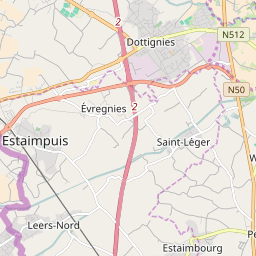 2
N512
Dottignies
N50
Évregnies
2
Estaimpuis
Saint-Léger
Leers-Nord
Estaimbourg